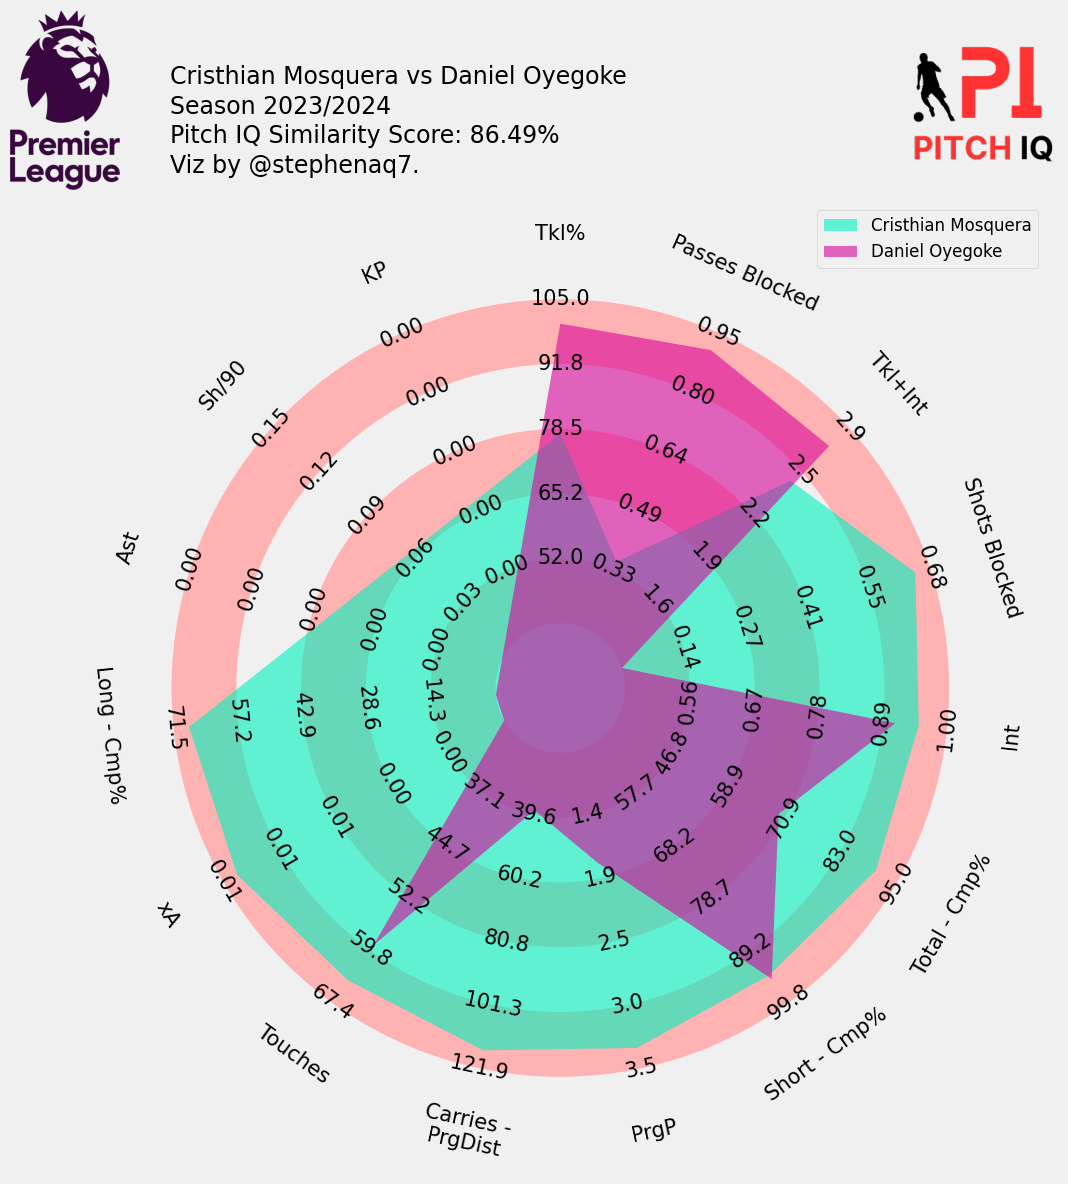 Premier
League
Cristhian Mosquera vs Daniel Oyegoke
Season 2023/2024
Pitch IQ Similarity Score: 86.49%
Viz by @stephenaq7.
PI
PITCH IQ
Cristhian Mosquera
Daniel Oyegoke
Tkl%
105.0
91.8
78.5
65.2
52.0
Passes Blocked
0.95
0.80
0.64
0.49
0.33
Tkl+Int
2.9
2.5
2.2
1.9
1.6
Shots Blocked
0.68
0.55
0.41
0.27
0.14
Int
1.00
0.89
0.78
0.67
0.56
Total - Cmp%
95.0
83.0
70.9
58.9
46.8
Short - Cmp%
99.8
89.2
78.7
68.2
57.7
PrgP
3.5
3.0
2.5
1.9
1.4
Carries -
PrgDist
121.9
101.3
80.8
60.2
39.6
Touches
67.4
59.8
52.2
44.7
37.1
xA
0.01
0.01
0.01
0.00
0.00
Long - Cmp%
71.5
57.2
42.9
28.6
14.3
Ast
0.00
0.00
0.00
0.00
0.00
Sh/90
0.15
0.12
0.09
0.06
0.03
KP
0.00
0.00
0.00
0.00
0.00